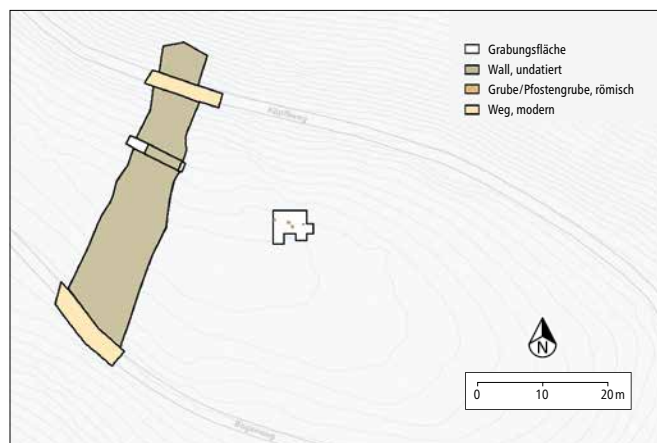 Grabungsfläche
Wall, undatiert
Grube/Pfostengrube, römisch
Weg, modern
N
0 10 20 m